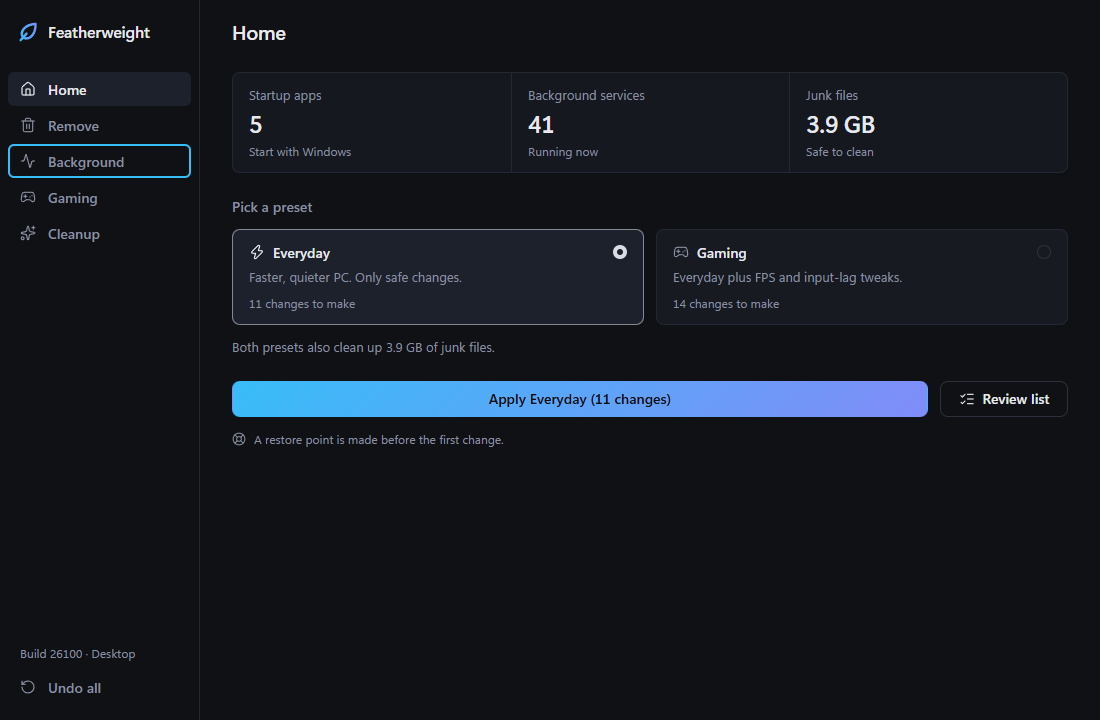 Featherweight
Home
Remove
Background
Gaming
Cleanup
Build 26100 · Desktop
Undo all
Home
Startup apps
5
Start with Windows
Background services
41
Running now
Junk files
3.9 GB
Safe to clean
Pick a preset
Everyday
Faster, quieter PC. Only safe changes.
11 changes to make
Gaming
Everyday plus FPS and input-lag tweaks.
14 changes to make
Both presets also clean up 3.9 GB of junk files.
Apply Everyday (11 changes)
Review list
A restore point is made before the first change.